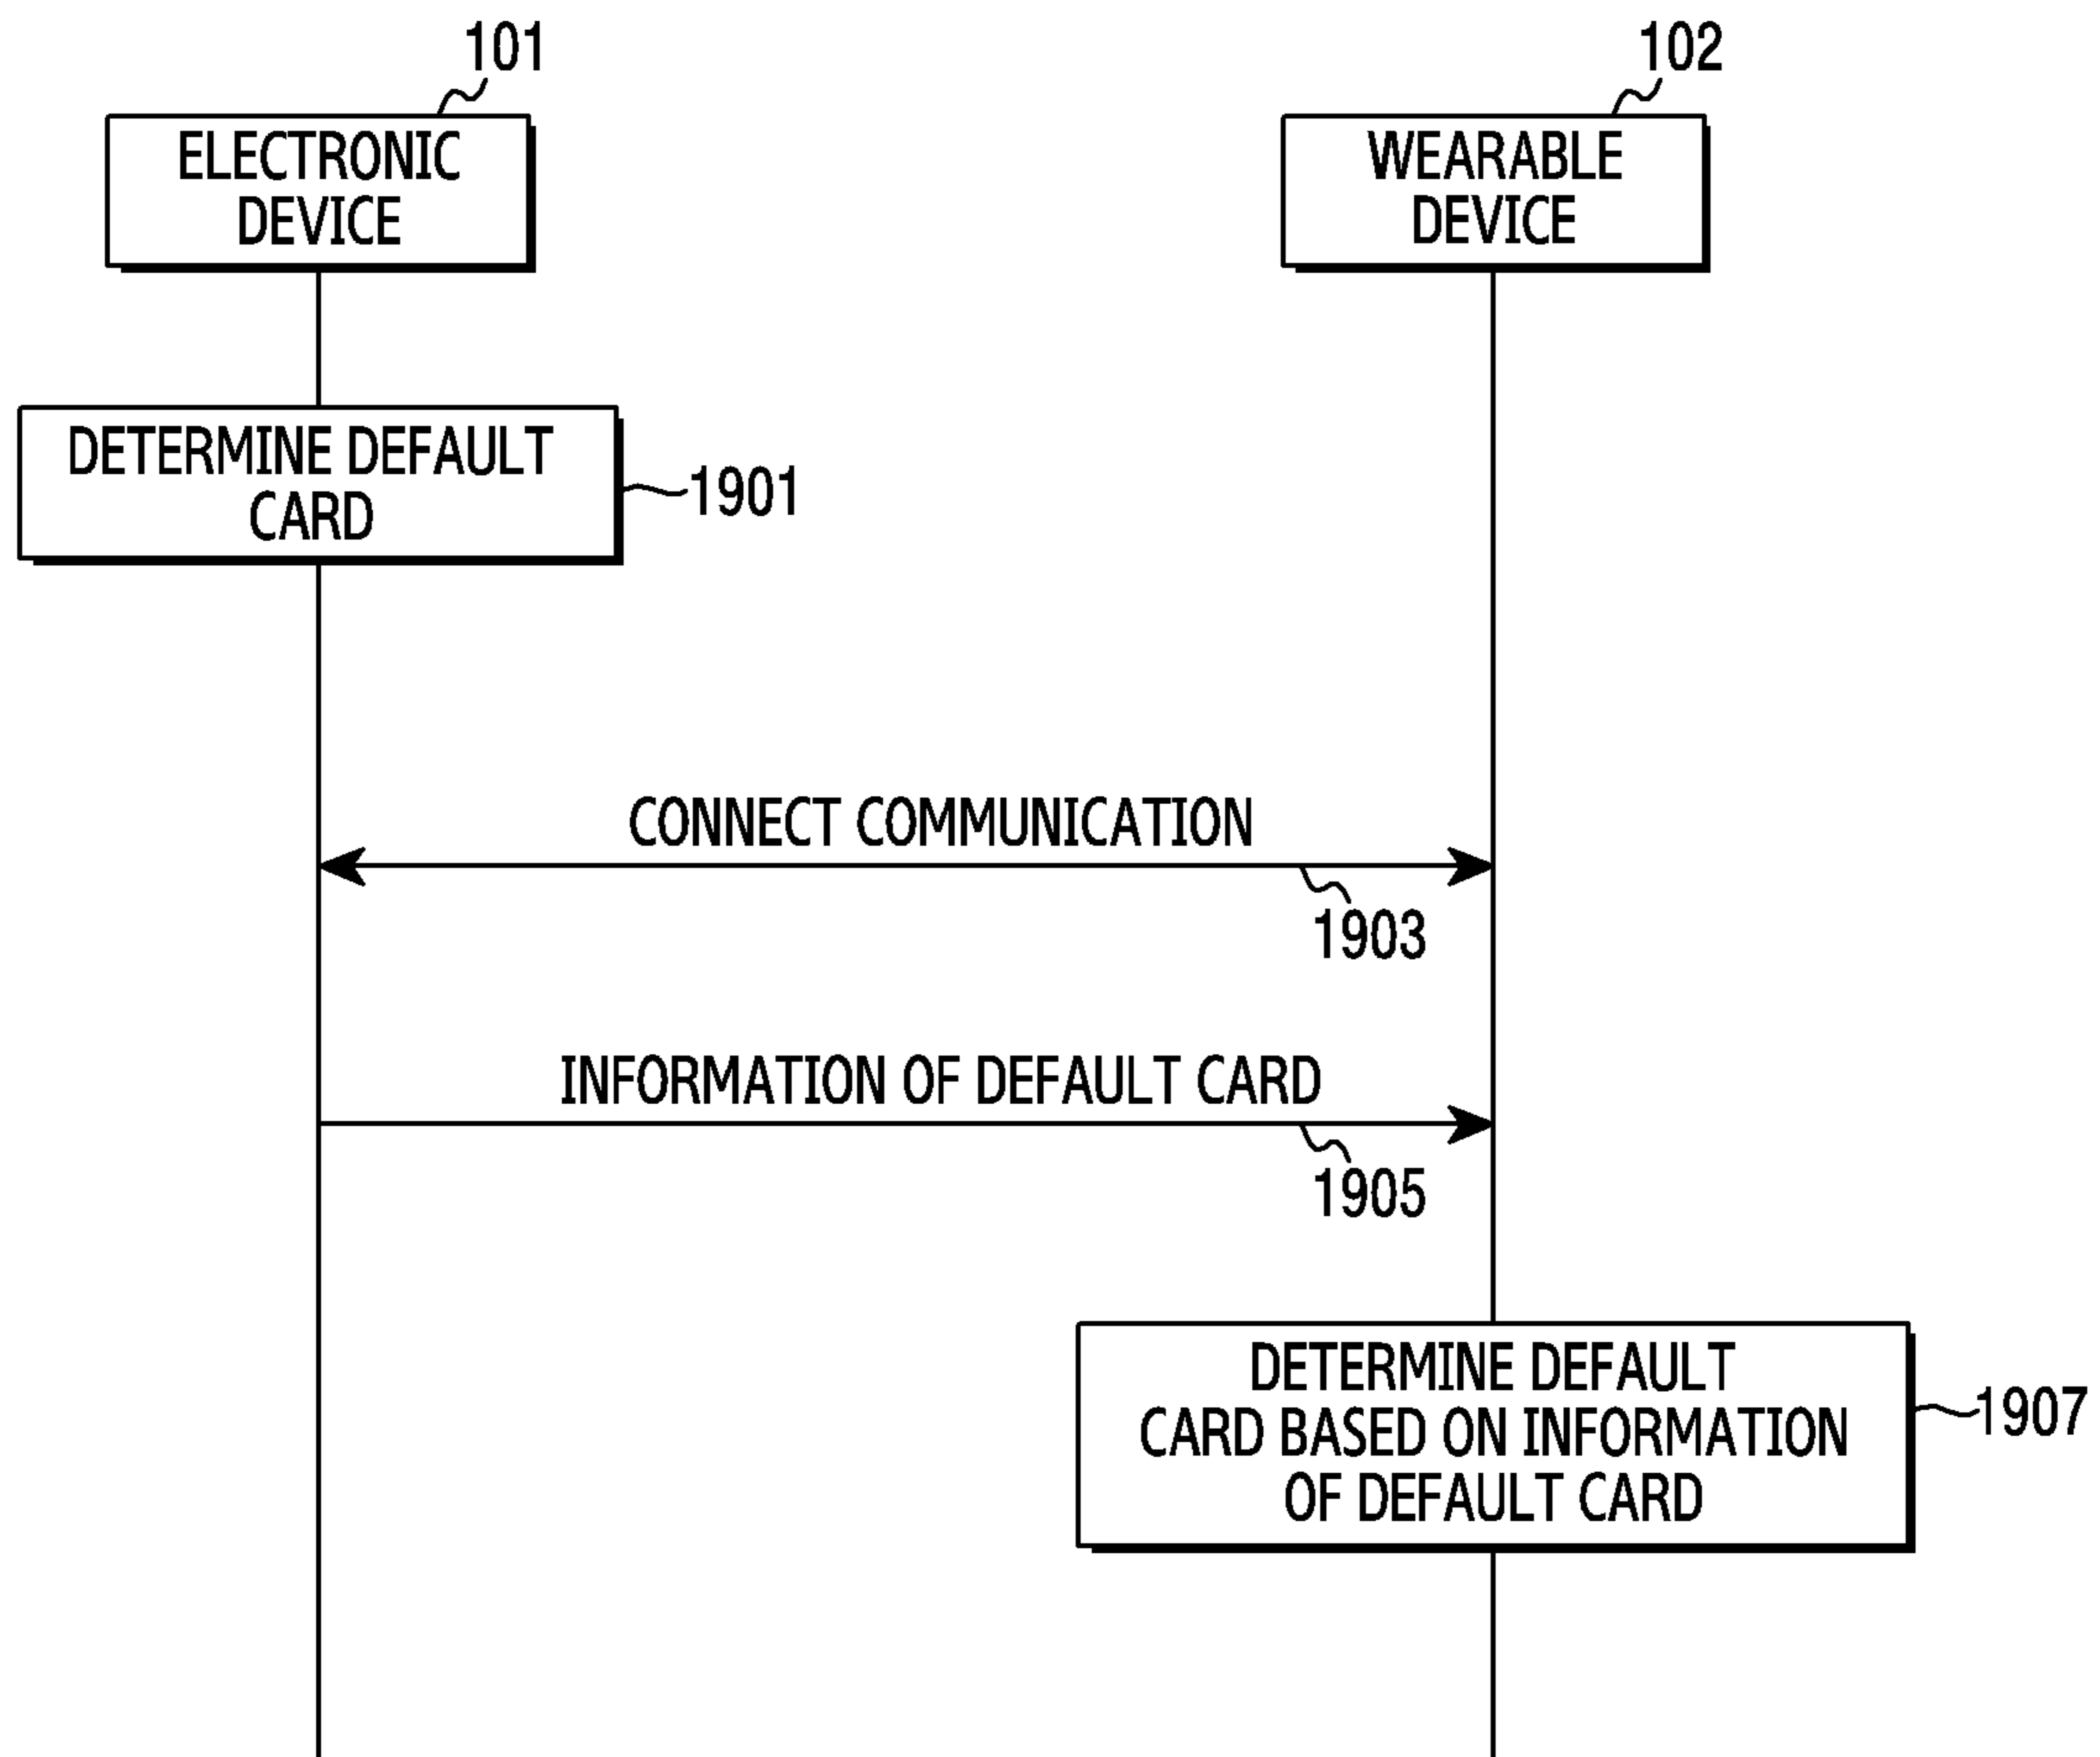 101
102
ELECTRONIC
DEVICE
WEARABLE
DEVICE
DETERMINE DEFAULT
CARD
1901
CONNECT COMMUNICATION
1903
INFORMATION OF DEFAULT CARD
1905
DETERMINE DEFAULT
CARD BASED ON INFORMATION
OF DEFAULT CARD
1907